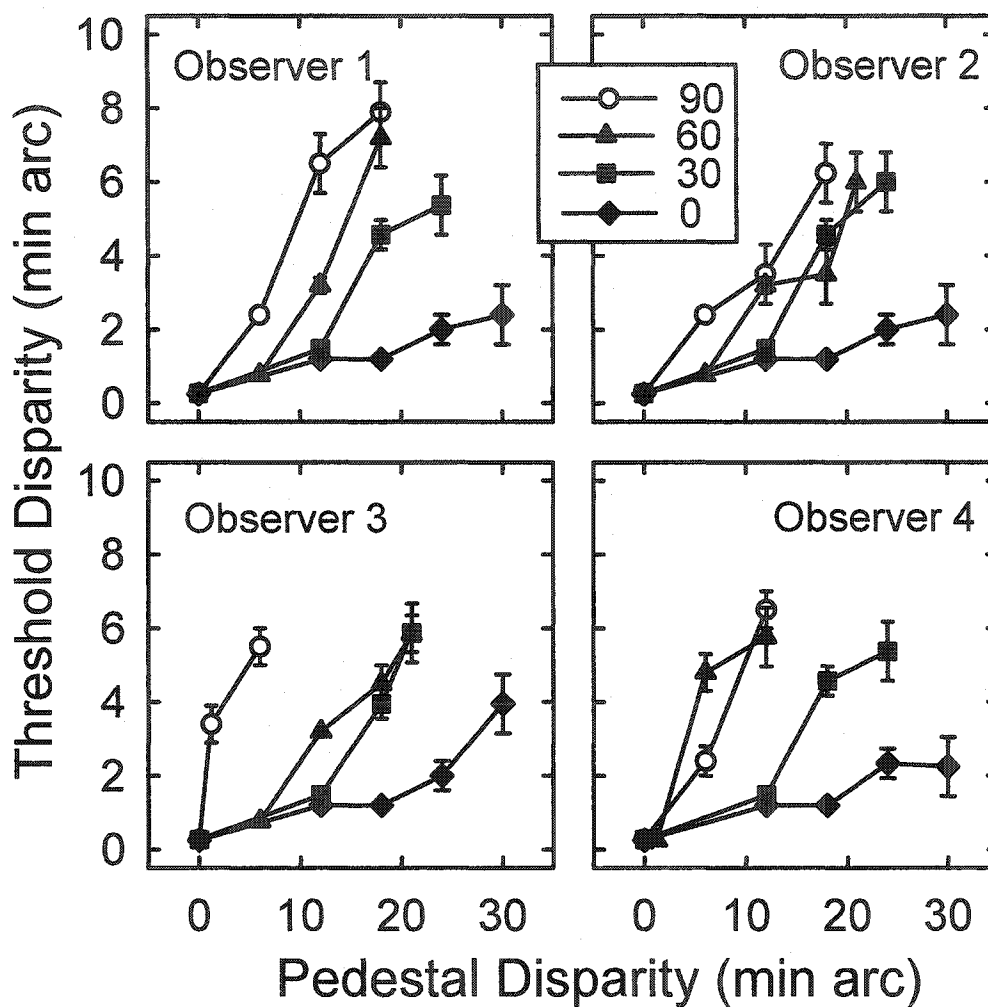 Threshold Disparity (min arc)
10
8
6
4
2
0
Observer 1
Observer 2
90
60
30
0
10
8
6
4
2
0
Observer 3
Observer 4
0 10 20 30
0 10 20 30
Pedestal Disparity (min arc)